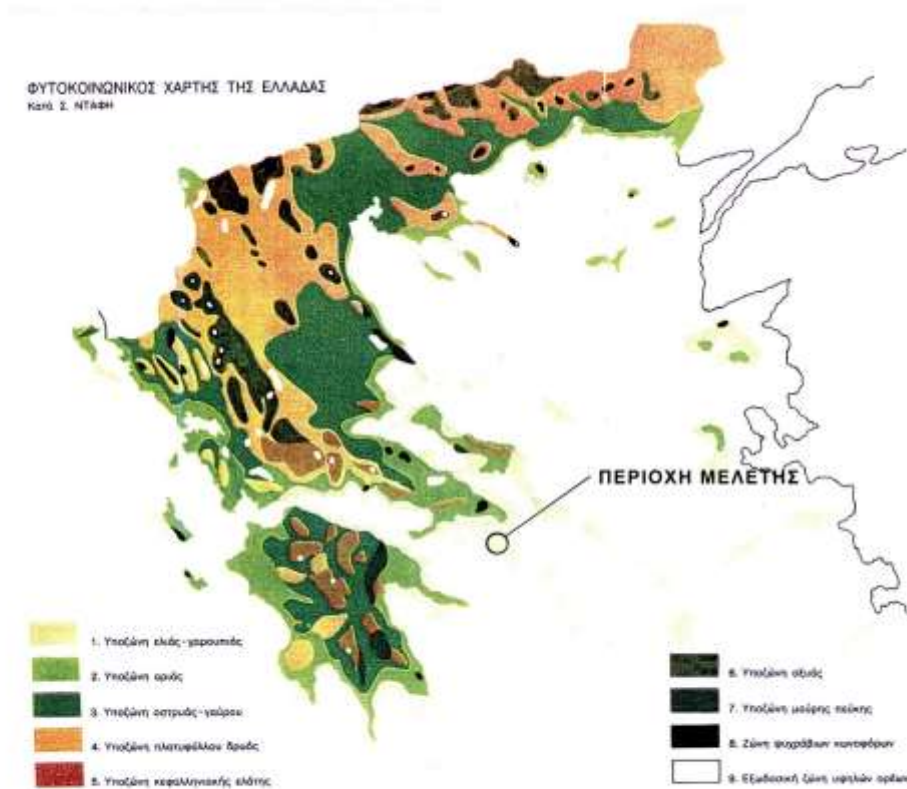 ΦΥΤΟΚΟΙΝΩΝΙΚΟΣ ΧΑΡΤΗΣ ΤΗΣ ΕΛΛΑΔΑΣ
Κατά Σ. ΝΤΑΦΗ
ΠΕΡΙΟΧΗ ΜΕΛΕΤΗΣ
1. Υποζώνη ελιάς-χαρουπιάς
2. Υποζώνη αριάς
3. Υποζώνη οστρυάς-γαύρου
4. Υποζώνη πλατυφύλλου δρυός
5. Υποζώνη κεφαλληνιακής ελάτης
6. Υποζώνη οξυάς
7. Υποζώνη μαύρης πεύκης
8. Ζώνη ψυχρόβιων κωνοφόρων
9. Εξωδασική ζώνη υψηλών ορέων